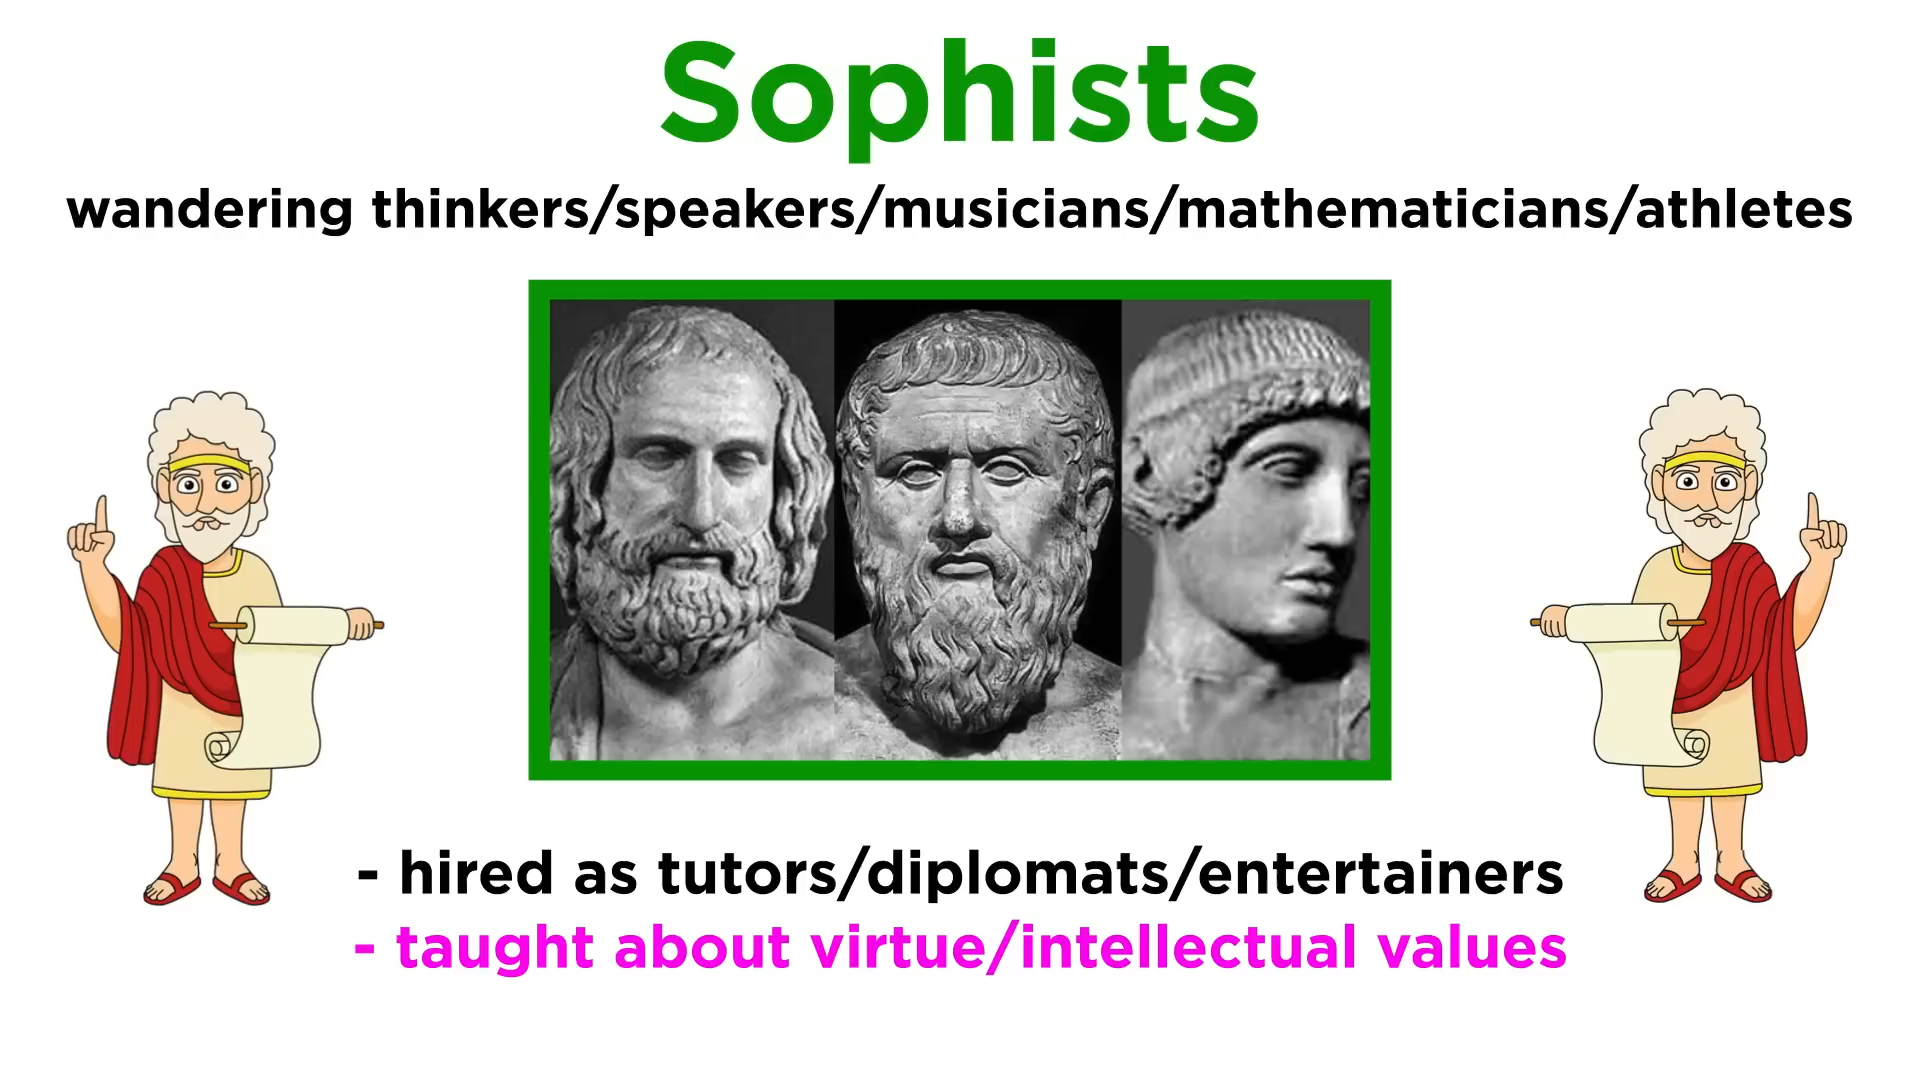 Sophists
wandering thinkers/speakers/musicians/mathematicians/athletes
- hired as tutors/diplomats/entertainers
- taught about virtue/intellectual values